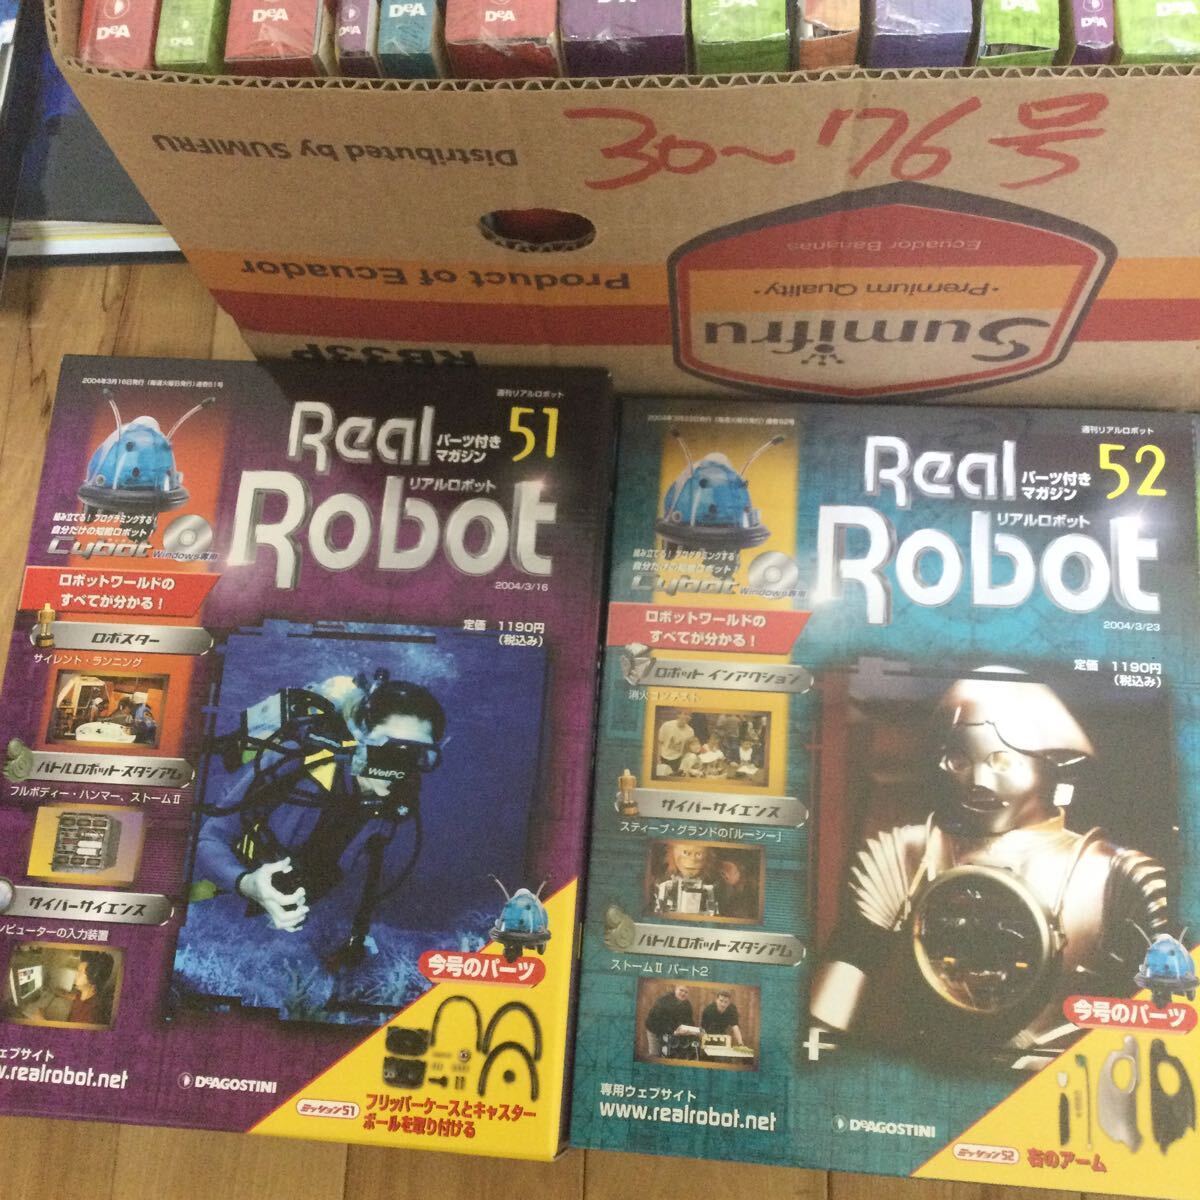 DeA
DeA
DeA
DeA
DeA
DeA
DeA
DeA
30~76号
Distributed by SUMIFRU
Product of Ecuador
RB33P
Ecuador Bananas
・Premium Quality・
Sumifru
2004年3月16日発行(毎週火曜日発行)通巻51号
週刊リアルロボット
Real
パーツ付き
マガジン
51
リアルロボット
Robot
2004/3/16
組み立てる!プログラミングする!
自分だけの知能ロボット!
Cybot
Windows専用
定価 1190円
(税込み)
ロボットワールドの
すべてが分かる!
ロボスター
サイレント・ランニング
バトルロボット・スタジアム
フルボディー・ハンマー、ストームⅡ
サイバーサイエンス
ンピューターの入力装置
WetPC
今号のパーツ
ェブサイト
w.realrobot.net
DeAGOSTINI
ミッション51
フリッパーケースとキャスター
ボールを取り付ける
2004年3月23日発行(毎週火曜日発行)通巻52号
週刊リアルロボット
Real
パーツ付き
マガジン
52
リアルロボット
Robot
2004/3/23
組み立てる!プログラミングする!
自分だけの知能ロボット!
Cybot
Windows専用
定価 1190円
(税込み)
ロボットワールドの
すべてが分かる!
ロボット インアクション
消火コンテスト
サイバーサイエンス
スティーブ・グランドの「ルーシー」
バトルロボット・スタジアム
ストームⅡ パート2
今号のパーツ
専用ウェブサイト
www.realrobot.net
DeAGOSTINI
ミッション52
右のアーム